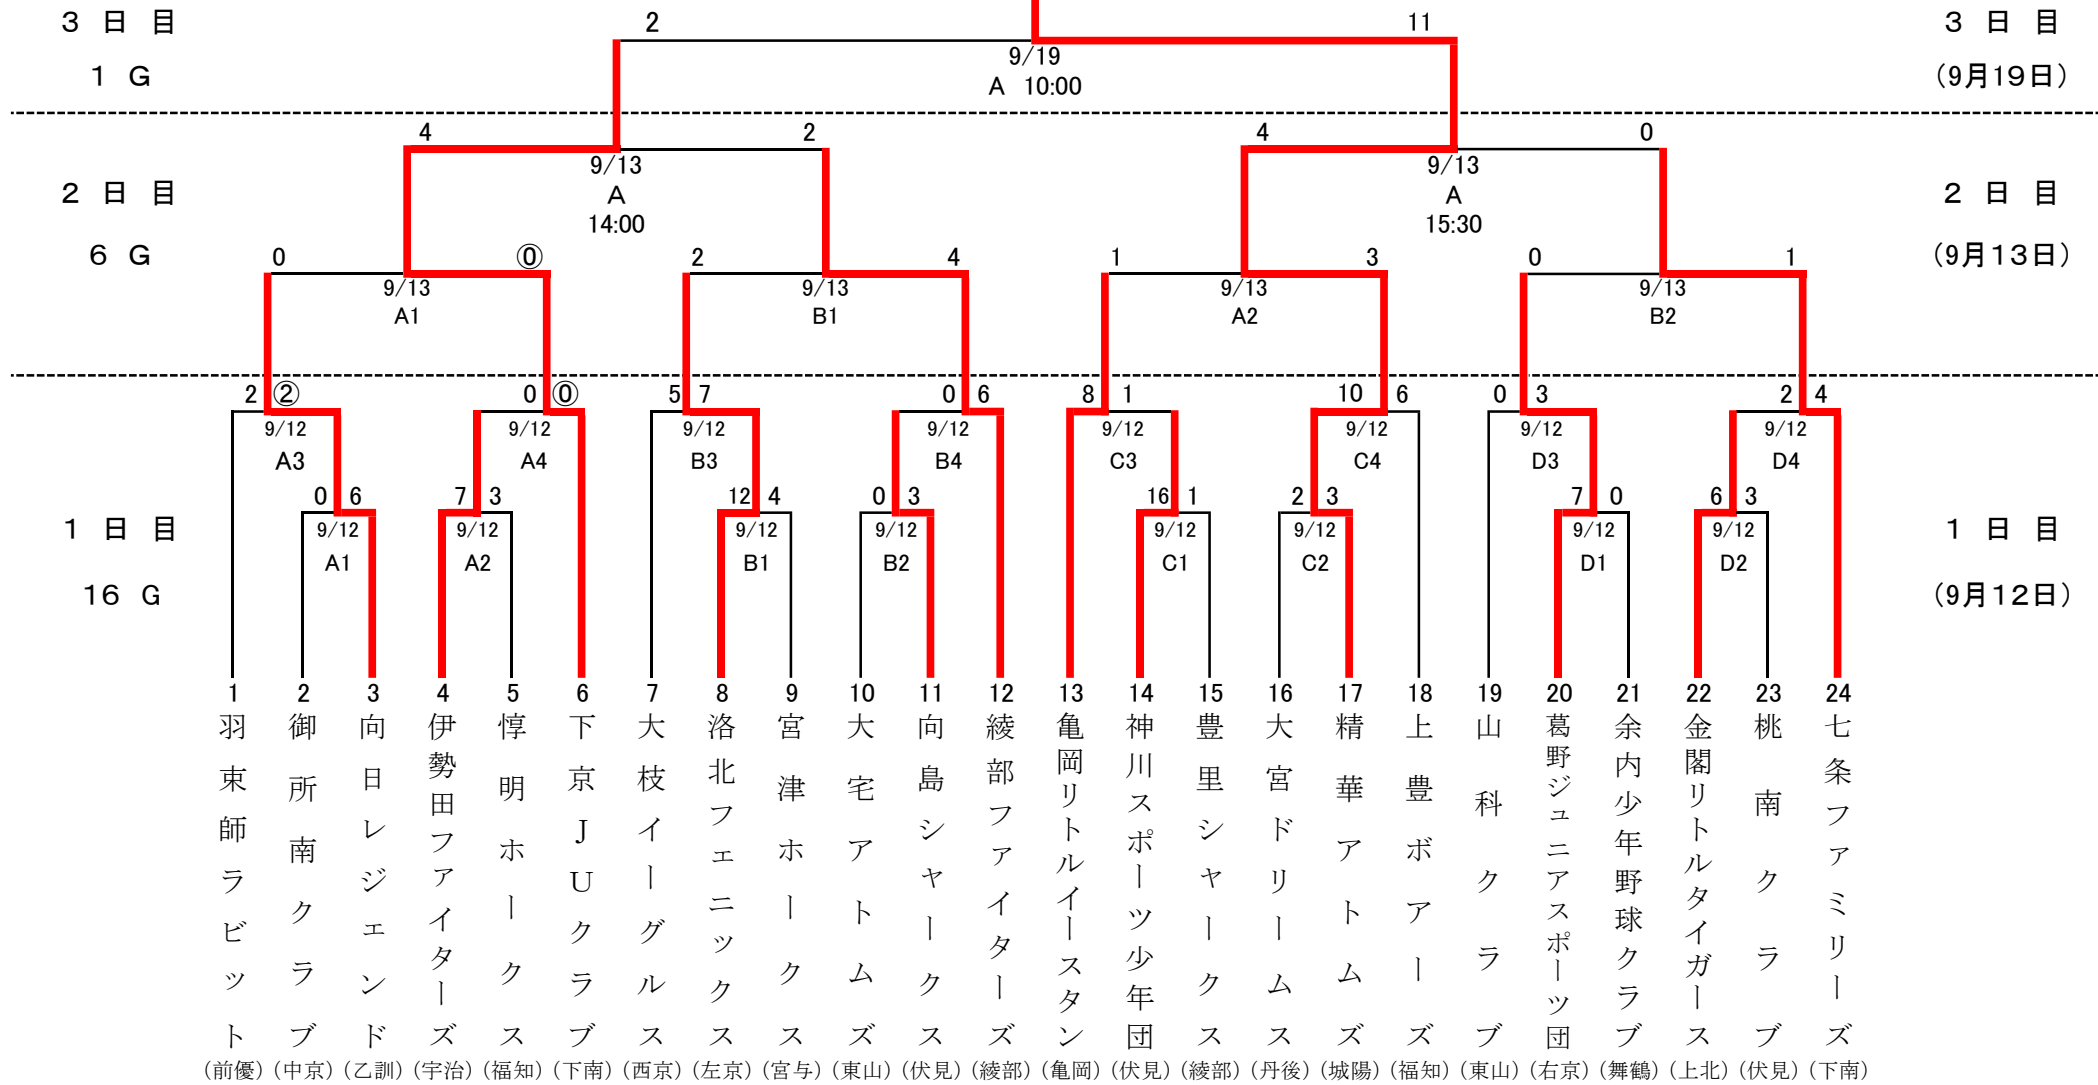 3 日 目
2
11
3 日 目
1 G
9/19
(9月19日)
A 10:00
4
2
4
0
9/13
9/13
2 日 目
A
A
2 日 目
14:00
15:30
6 G
0
⓪
2
4
1
3
0
1
(9月13日)
9/13
9/13
9/13
9/13
A1
B1
A2
B2
2 ②
0 ⓪
5 7
0 6
8 1
10 6
0 3
2 4
9/12
9/12
9/12
9/12
9/12
9/12
9/12
9/12
A3
A4
B3
B4
C3
C4
D3
D4
0 6
7 3
12 4
0 3
16 1
2 3
7 0
6 3
1 日 目
9/12
9/12
9/12
9/12
9/12
9/12
9/12
9/12
1 日 目
A1
A2
B1
B2
C1
C2
D1
D2
16 G
(9月12日)
1 2 3 4 5 6 7 8 9 10 11 12 13 14 15 16 17 18 19 20 21 22 23 24
羽束師ラビット
御所南クラブ
向日レジェンド
伊勢田ファイターズ
惇明ホークス
下京JUクラブ
大枝イーグルス
洛北フェニックス
宮津ホークス
大宅アトムズ
向島シャークス
綾部ファイターズ
亀岡リトルイースタン
神川スポーツ少年団
豊里シャークス
大宮ドリームス
精華アトムズ
上豊ボアーズ
山科クラブ
葛野ジュニアスポーツ団
余内少年野球クラブ
金閣リトルタイガース
桃南クラブ
七条ファミリーズ
(前優) (中京) (乙訓) (宇治) (福知) (下南) (西京) (左京) (宮与) (東山) (伏見) (綾部) (亀岡) (伏見) (綾部) (丹後) (城陽) (福知) (東山) (右京) (舞鶴) (上北) (伏見) (下南)